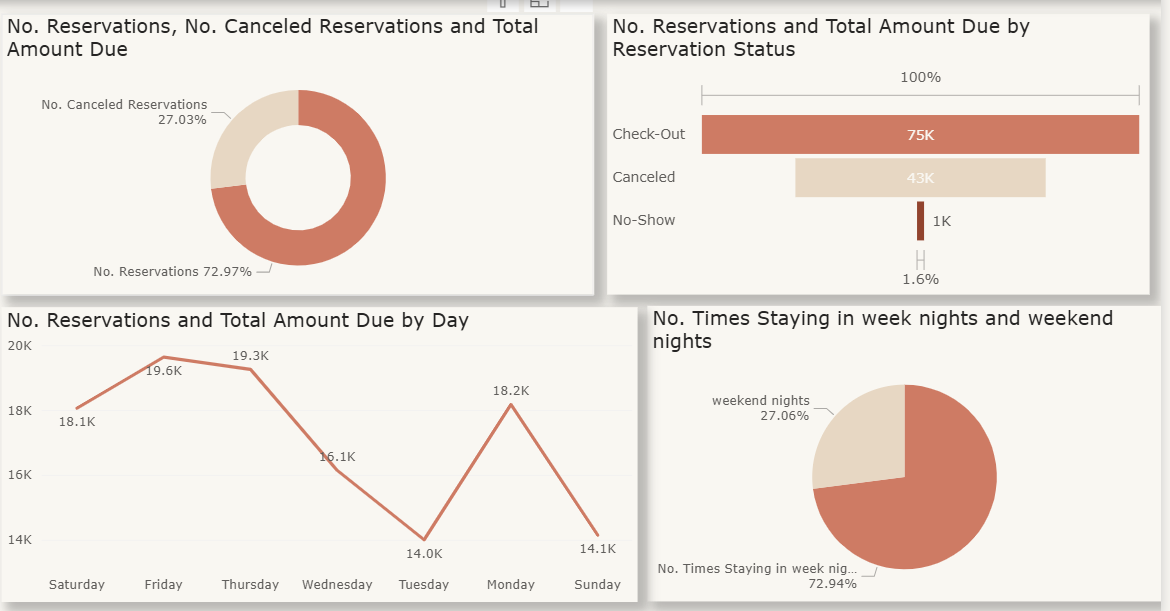 No. Reservations, No. Canceled Reservations and Total
Amount Due
No. Canceled Reservations
27.03%
No. Reservations 72.97%
No. Reservations and Total Amount Due by
Reservation Status
100%
Check-Out
75K
Canceled
43K
No-Show
1K
1.6%
No. Reservations and Total Amount Due by Day
20K
18K
16K
14K
18.1K
19.6K
19.3K
16.1K
14.0K
18.2K
14.1K
Saturday Friday Thursday Wednesday Tuesday Monday Sunday
No. Times Staying in week nights and weekend
nights
weekend nights
27.06%
No. Times Staying in week nig...
72.94%